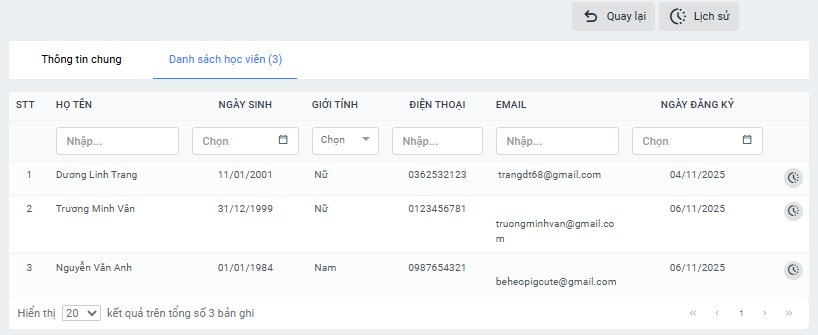 Quay lại Lịch sử
Thông tin chung Danh sách học viên (3)
STT HỌ TÊN NGÀY SINH GIỚI TÍNH ĐIỆN THOẠI EMAIL NGÀY ĐĂNG KÝ
Nhập... Chọn Chọn Nhập... Nhập... Chọn
1 Dương Linh Trang 11/01/2001 Nữ 0362532123 trangdt68@gmail.com 04/11/2025
2 Trương Minh Vân 31/12/1999 Nữ 0123456781 06/11/2025
truongminhvan@gmail.co
m
3 Nguyễn Văn Anh 01/01/1984 Nam 0987654321 06/11/2025
beheopigcute@gmail.com
Hiển thị 20 kết quả trên tổng số 3 bản ghi « ‹ 1 › »